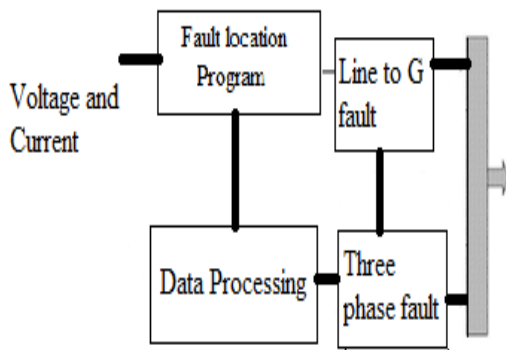 Fault location
Program
Line to G
fault
Voltage and
Current
Data Processing
Three
phase fault